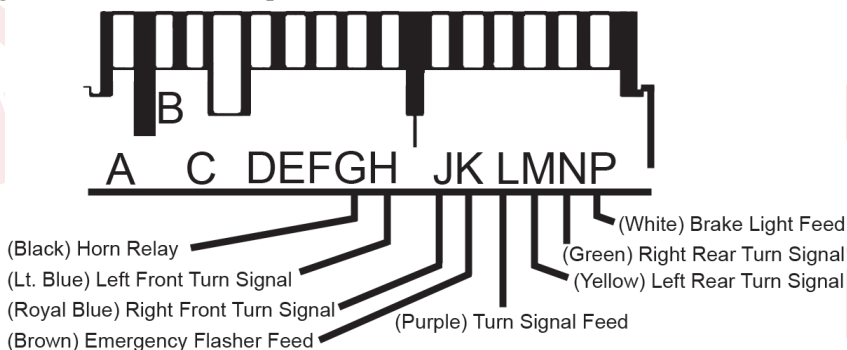 B
A C DEFGH JK LMNP
(White) Brake Light Feed
(Black) Horn Relay
(Green) Right Rear Turn Signal
(Lt. Blue) Left Front Turn Signal
(Yellow) Left Rear Turn Signal
(Royal Blue) Right Front Turn Signal
(Purple) Turn Signal Feed
(Brown) Emergency Flasher Feed